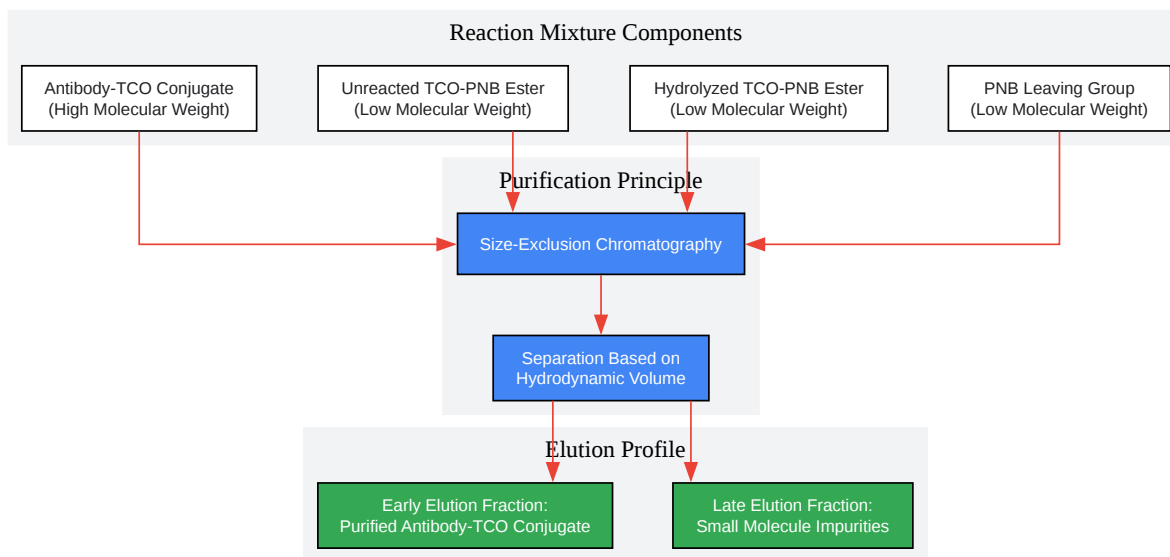 Reaction Mixture Components
Antibody-TCO Conjugate
(High Molecular Weight)
Unreacted TCO-PNB Ester
(Low Molecular Weight)
Hydrolyzed TCO-PNB Ester
(Low Molecular Weight)
PNB Leaving Group
(Low Molecular Weight)
Purification Principle
Size-Exclusion Chromatography
Separation Based on
Hydrodynamic Volume
Elution Profile
Early Elution Fraction:
Purified Antibody-TCO Conjugate
Late Elution Fraction:
Small Molecule Impurities